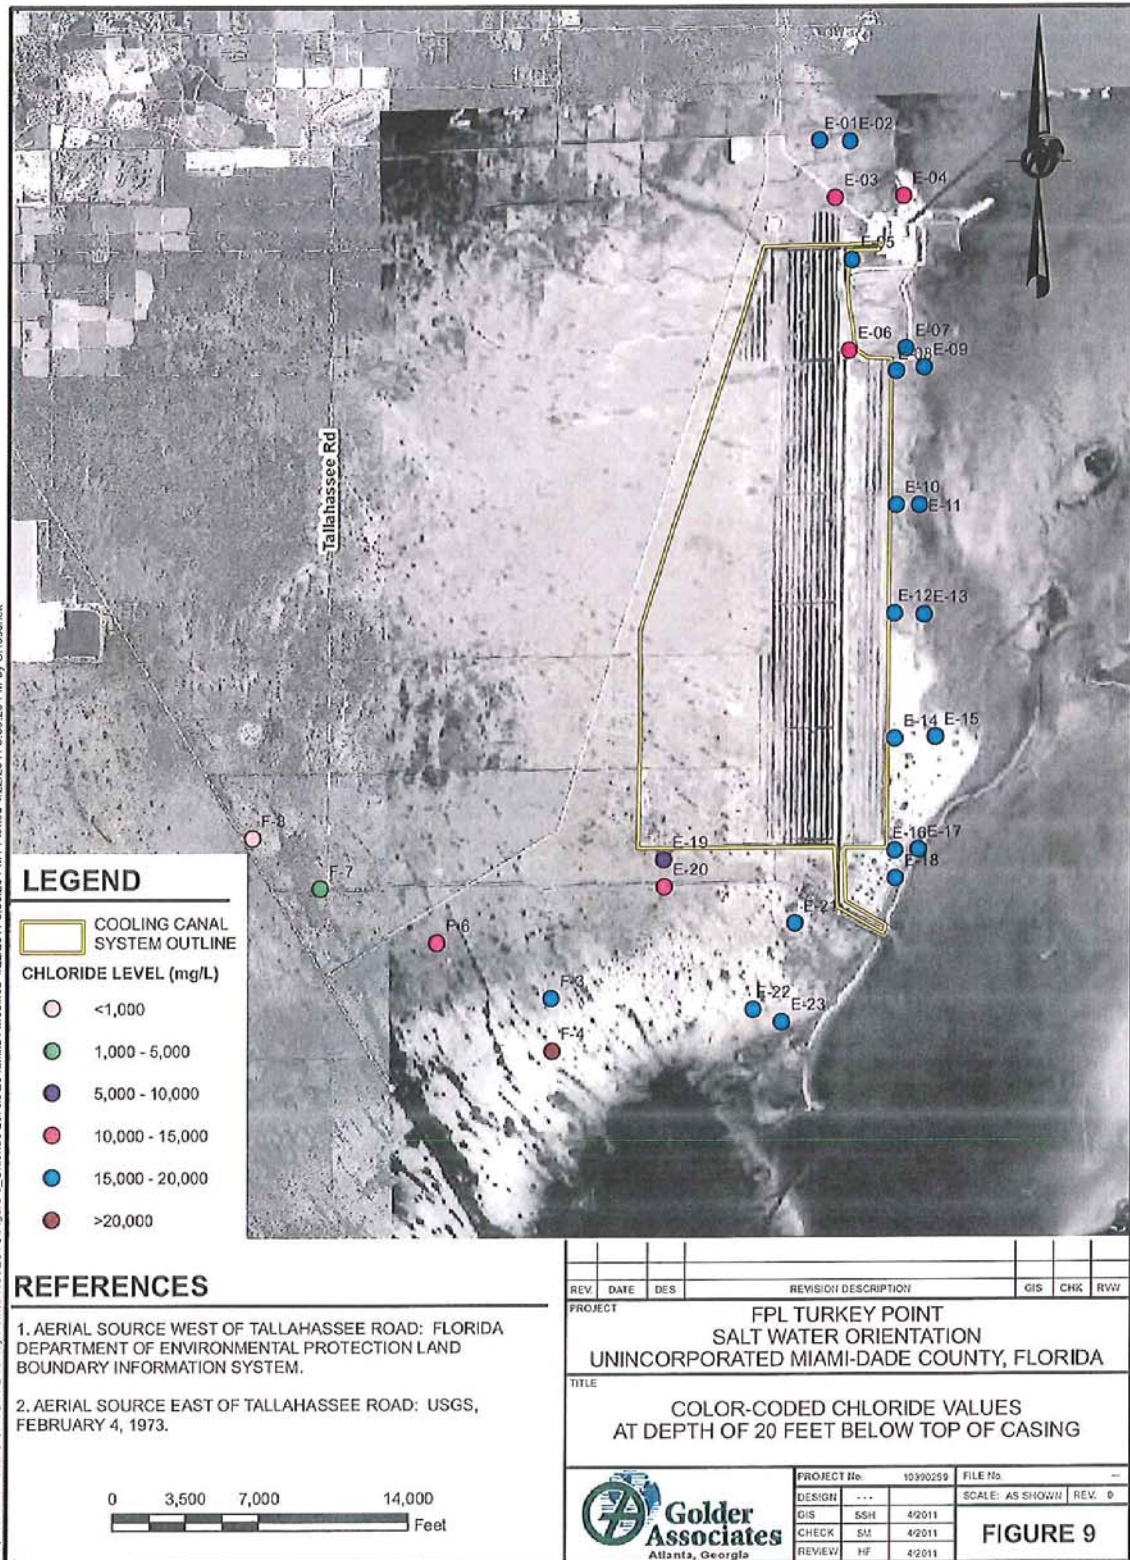 E-01
E-02
E-03
E-04
E-05
E-06
E-07
E-08
E-09
E-10
E-11
E-12
E-13
E-14
E-15
E-16
E-17
E-18
E-19
E-20
E-21
E-23
F-3
F-4
F-7
Tallahassee Rd
LEGEND
COOLING CANAL
SYSTEM OUTLINE
CHLORIDE LEVEL (mg/L)
<1,000
1,000 - 5,000
5,000 - 10,000
10,000 - 15,000
15,000 - 20,000
>20,000
REFERENCES
1. AERIAL SOURCE WEST OF TALLAHASSEE ROAD: FLORIDA
DEPARTMENT OF ENVIRONMENTAL PROTECTION LAND
BOUNDARY INFORMATION SYSTEM.
2. AERIAL SOURCE EAST OF TALLAHASSEE ROAD: USGS,
FEBRUARY 4, 1973.
0 3,500 7,000 14,000
Feet
REV. DATE DES REVISION DESCRIPTION GIS CHK RVW
PROJECT
FPL TURKEY POINT
SALT WATER ORIENTATION
UNINCORPORATED MIAMI-DADE COUNTY, FLORIDA
TITLE
COLOR-CODED CHLORIDE VALUES
AT DEPTH OF 20 FEET BELOW TOP OF CASING
Golder
Associates
Atlanta, Georgia
PROJECT No. 10390259 FILE No. ---
DESIGN --- SCALE: AS SHOWN REV. 0
GIS SSH 4/2011
CHECK SM 4/2011
REVIEW HF 4/2011
FIGURE 9